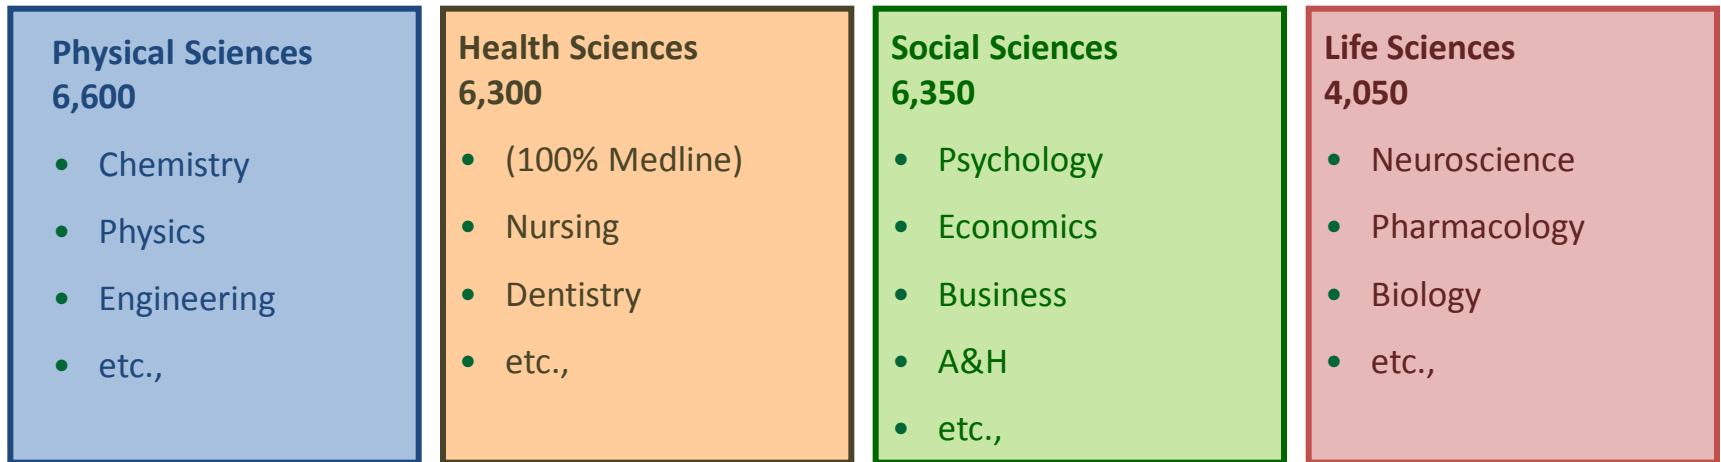 Physical Sciences
6,600
• Chemistry
• Physics
• Engineering
• etc.,
Health Sciences
6,300
• (100% Medline)
• Nursing
• Dentistry
• etc.,
Social Sciences
6,350
• Psychology
• Economics
• Business
• A&H
• etc.,
Life Sciences
4,050
• Neuroscience
• Pharmacology
• Biology
• etc.,